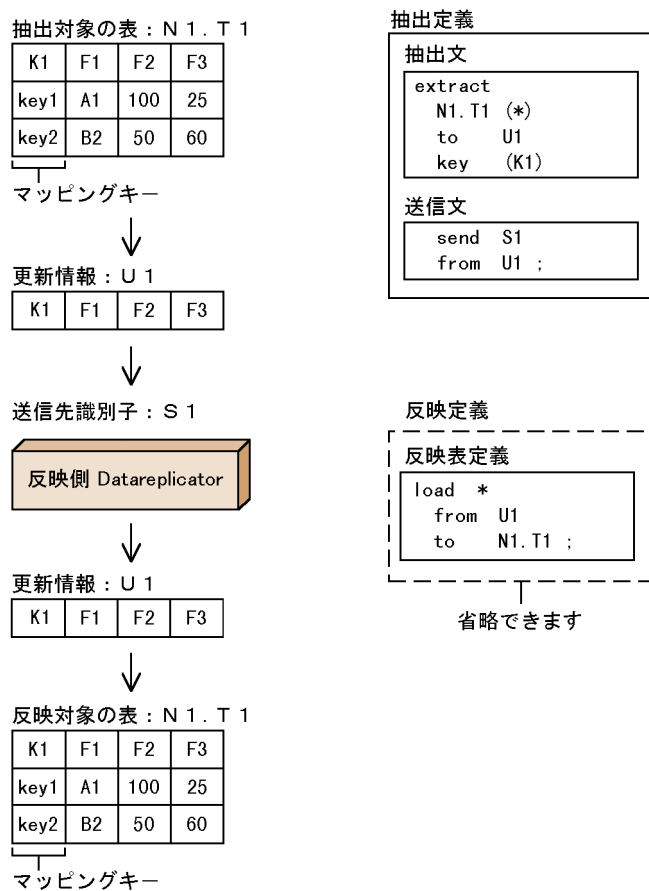 抽出対象の表：Ｎ１．Ｔ１
K1 F1 F2 F3
key1 A1 100 25
key2 B2 50 60
マッピングキー
更新情報：Ｕ１
K1 F1 F2 F3
送信先識別子：Ｓ１
反映側 Datareplicator
更新情報：Ｕ１
K1 F1 F2 F3
反映対象の表：Ｎ１．Ｔ１
K1 F1 F2 F3
key1 A1 100 25
key2 B2 50 60
マッピングキー
抽出定義
抽出文
extract
N1.T1 (*)
to U1
key (K1)
送信文
send S1
from U1 ;
反映定義
反映表定義
load *
from U1
to N1.T1 ;
省略できます